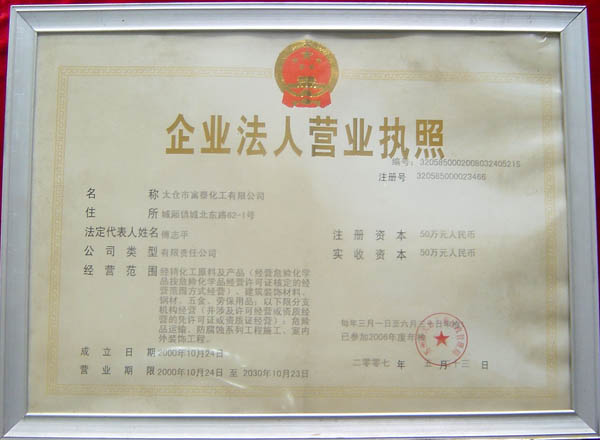 企业法人营业执照
编号: 3205850002008032405215
注册号 320585000023466
名称 太仓市富泰化工有限公司
住所 城厢镇城北东路62-1号
法定代表人姓名 傅志平
注册资本 50万元人民币
公司类型 有限责任公司
实收资本 50万元人民币
经营范围 经销化工原料及产品(经营危险化学
品按危险化学品经营许可证核定的经
营范围方式经营)、建筑装饰材料、
钢材、五金、劳保用品;以下限分支
机构经营(并涉及许可经营或资质经
营的凭许可证或资质证经营):危险
品运输、防腐蚀系列工程施工、室内
外装饰工程。
每年三月一日至六月三十日
已参加2006年度年
成立日期 2000年10月24日
二〇〇七年 五月十三日
营业期限 2000年10月24日 至 2030年10月23日